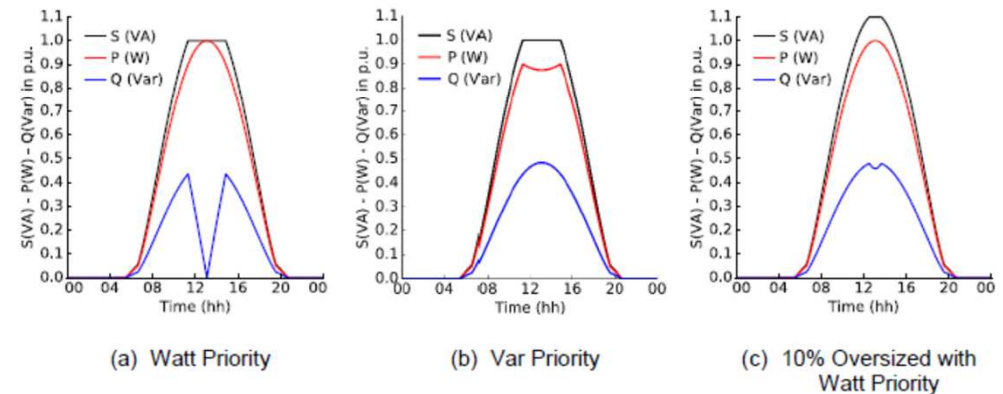 S(VA) - P(W) - Q(Var) in p.u.
1.1
1.0
0.9
0.8
0.7
0.6
0.5
0.4
0.3
0.2
0.1
0.0
S (VA)
P (W)
Q (Var)
00 04 08 12 16 20 00
Time (hh)
(a) Watt Priority
S(VA) - P(W) - Q(Var) in p.u.
1.1
1.0
0.9
0.8
0.7
0.6
0.5
0.4
0.3
0.2
0.1
0.0
S (VA)
P (W)
Q (Var)
00 04 08 12 16 20 00
Time (hh)
(b) Var Priority
S(VA) - P(W) - Q(Var) in p.u.
1.1
1.0
0.9
0.8
0.7
0.6
0.5
0.4
0.3
0.2
0.1
0.0
S (VA)
P (W)
Q (Var)
00 04 08 12 16 20 00
Time (hh)
(c) 10% Oversized with
Watt Priority